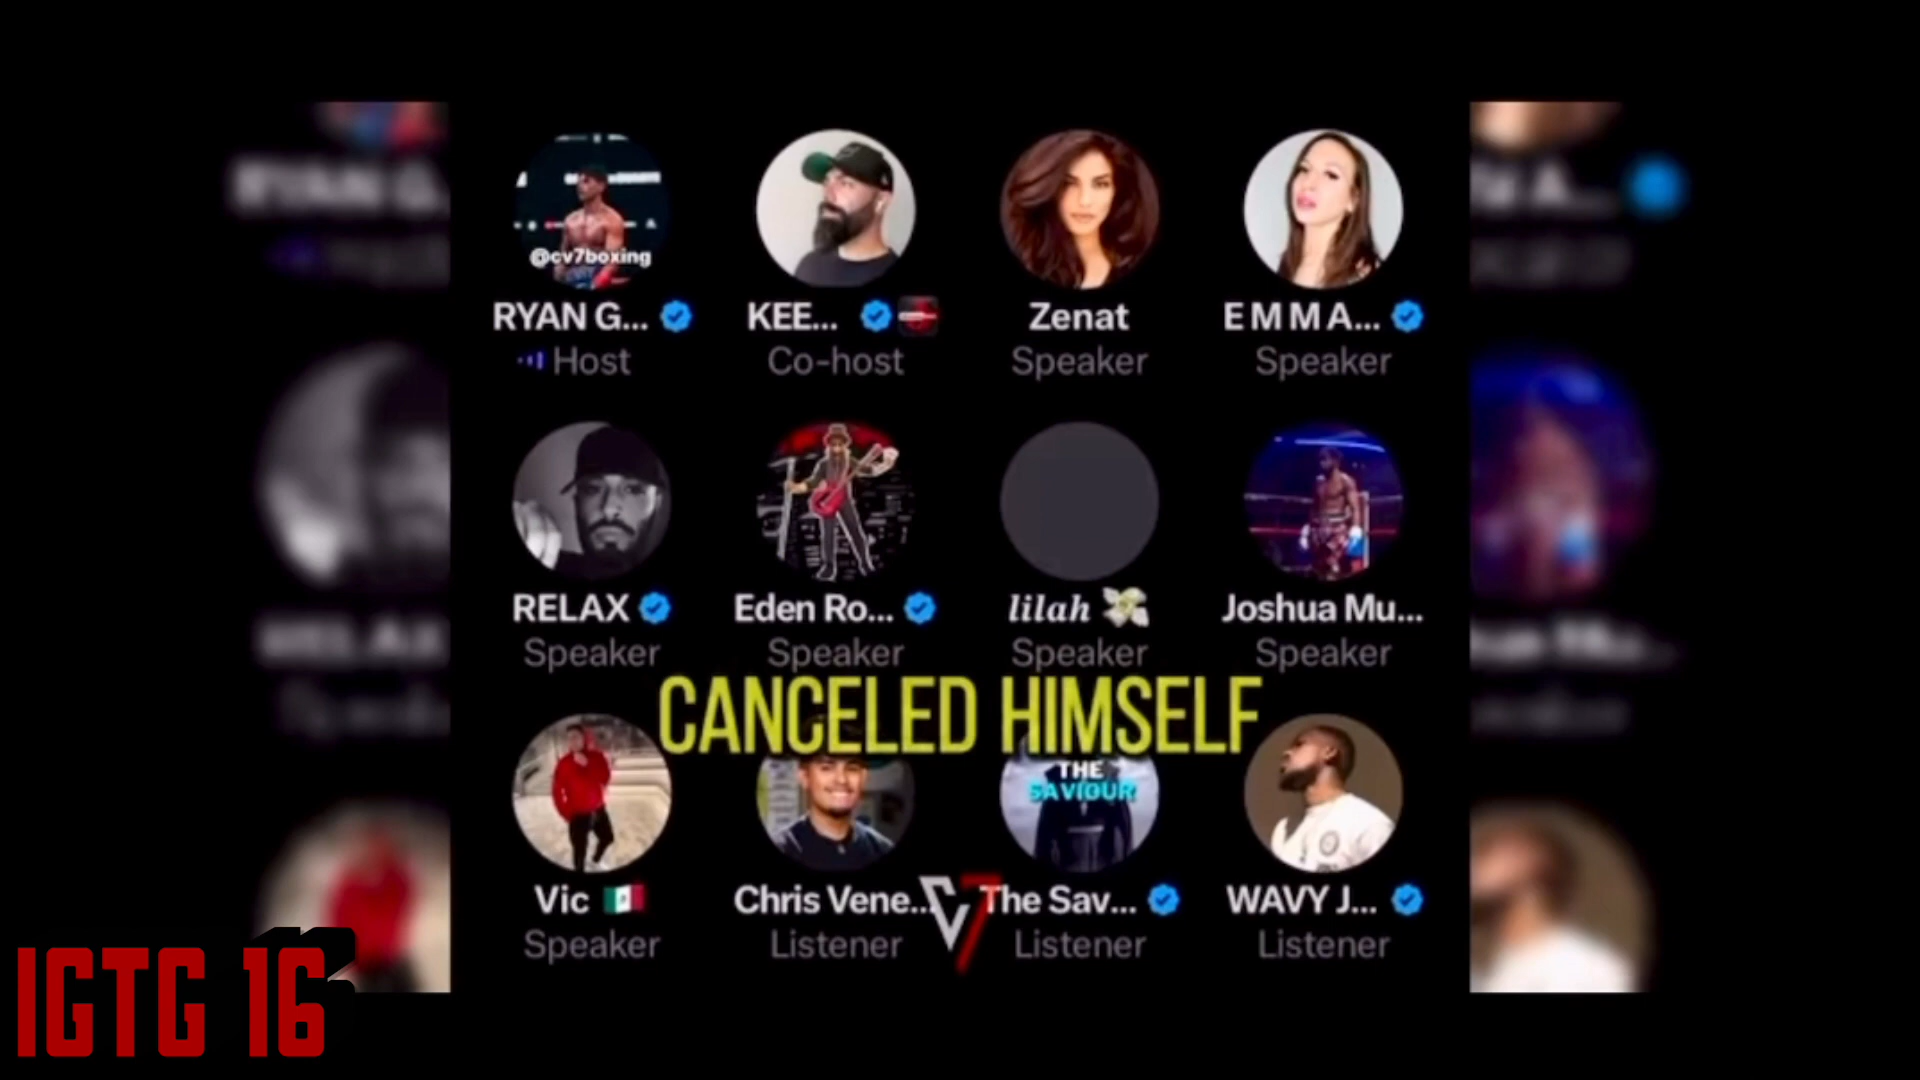 @cv7boxing
RYAN G... KEE... Zenat E M M A...
Host Co-host Speaker Speaker
RELAX Eden Ro... lilah Joshua Mu...
Speaker Speaker Speaker Speaker
CANCELED HIMSELF
THE
SAVIOUR
Vic Chris Vene... The Sav... WAVY J...
Speaker Listener Listener Listener
IGTG 16